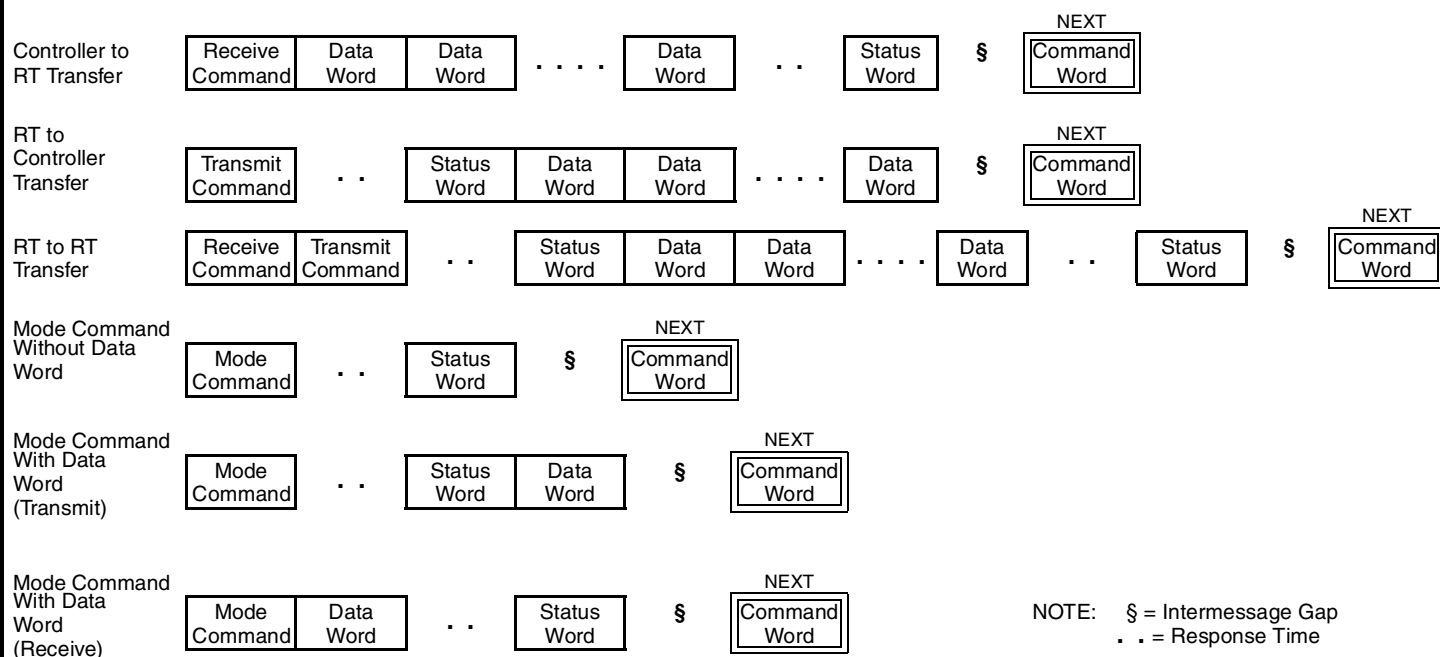 NEXT
Controller to
RT Transfer
Receive Command
Data Word
Data Word
. . . .
Data Word
. .
Status Word
§
Command Word
RT to
Controller
Transfer
NEXT
Transmit Command
. .
Status Word
Data Word
Data Word
. . . .
Data Word
§
Command Word
RT to RT
Transfer
NEXT
Receive Command
Transmit Command
. .
Status Word
Data Word
Data Word
. . . .
Data Word
. .
Status Word
§
Command Word
Mode Command
Without Data
Word
NEXT
Mode Command
. .
Status Word
§
Command Word
Mode Command
With Data
Word
(Transmit)
NEXT
Mode Command
. .
Status Word
Data Word
§
Command Word
Mode Command
With Data
Word
(Receive)
NEXT
Mode Command
Data Word
. .
Status Word
§
Command Word
NOTE: § = Intermessage Gap
. . = Response Time